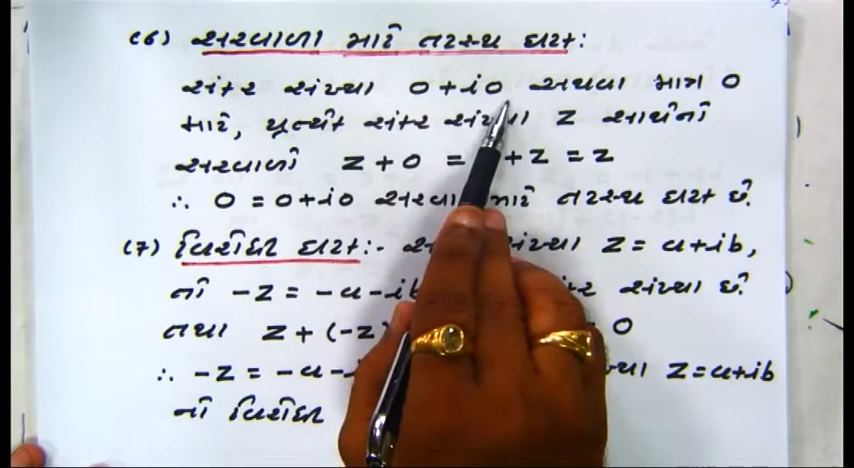 (6) સરવાળા માટે તટસ્થ ઘટક:
સંકર સંખ્યા 0 + i0 અથવા માત્ર 0
માટે, પ્રત્યેક સંકર સંખ્યા z સાથેનો
સરવાળો z + 0 = + z = z
∴ 0 = 0 + i0 સરવા માટે તટસ્થ ઘટક છે.
(7) વિરોધી ઘટક :- સંખ્યા z = a + ib,
તો -z = -a - ib સંખ્યા છે
તથા z + (-z) 0
∴ -z = -a - z = a + ib
નો વિરોધી